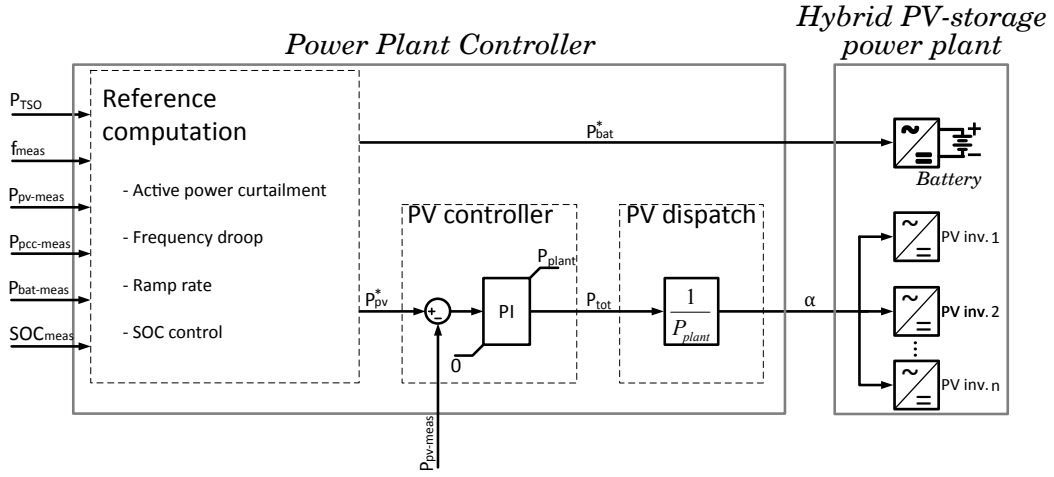 Hybrid PV-storage
power plant
Power Plant Controller
Reference
computation
- Active power curtailment
- Frequency droop
- Ramp rate
- SOC control
P_TSO
f_meas
P_pv-meas
P_pcc-meas
P_bat-meas
SOC_meas
P*_bat
P*_pv
PV controller
P_plant
+
-
PI
0
P_pv-meas
P_tot
PV dispatch
1
P_plant
α
+
−
Battery
PV inv. 1
PV inv. 2
PV inv. n